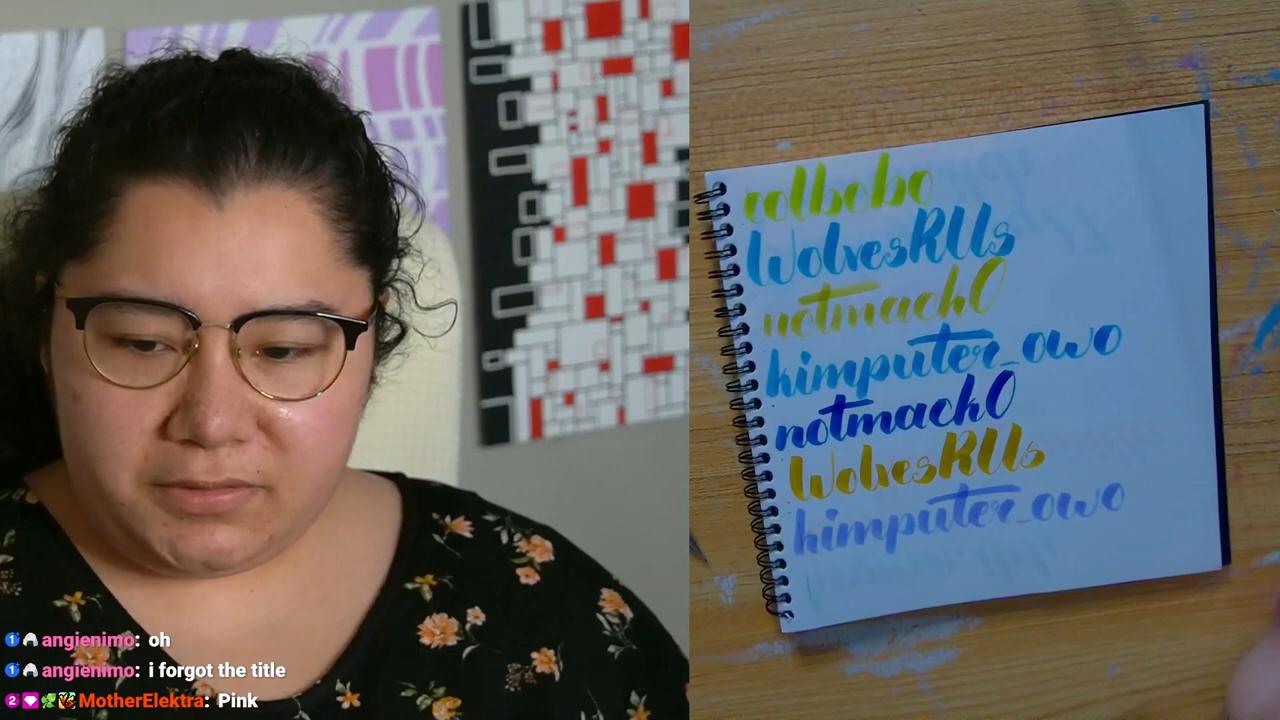 colbobo
WolvesRUs
notmack0
kimputer_owo
notmack0
WolvesRUs
kimputer_owo
angienimo: oh
angienimo: i forgot the title
MotherElektra: Pink